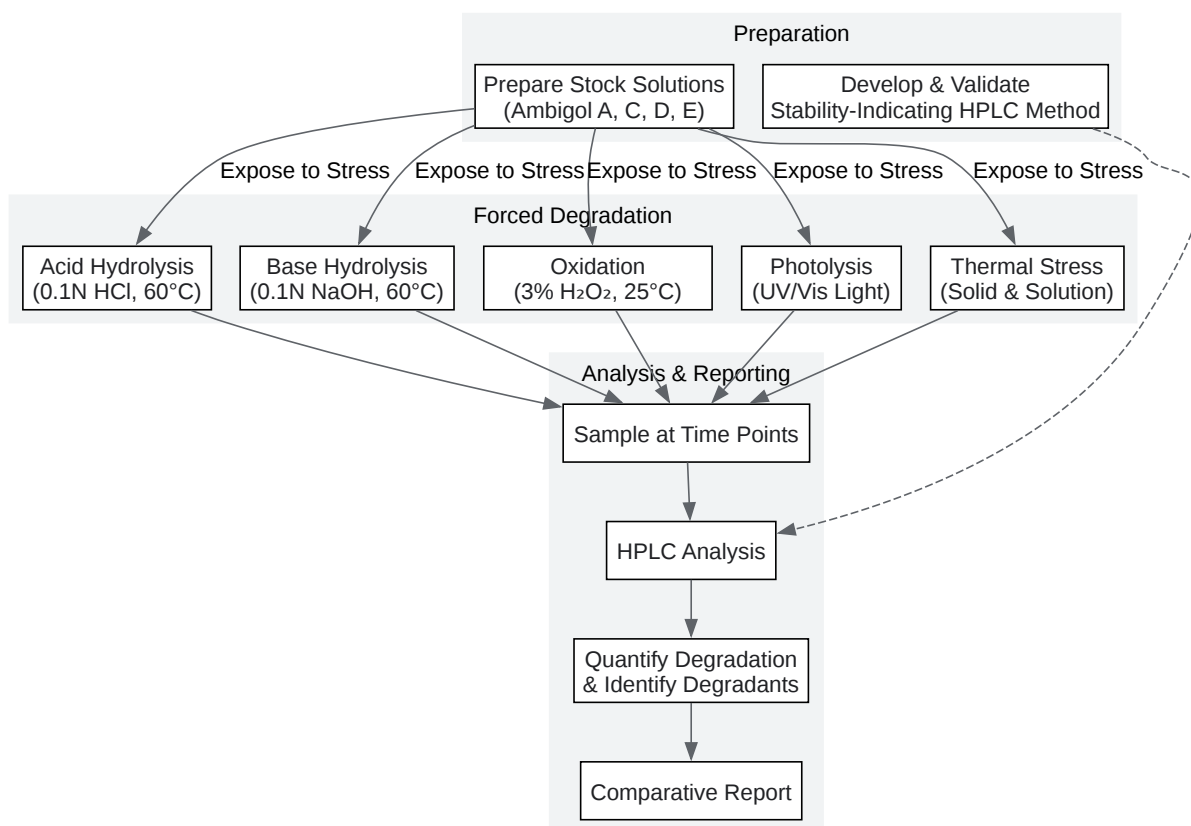 Preparation
Prepare Stock Solutions
(Ambigol A, C, D, E)
Develop & Validate
Stability-Indicating HPLC Method
Expose to Stress
Expose to Stress
Expose to Stress
Expose to Stress
Expose to Stress
Forced Degradation
Acid Hydrolysis
(0.1N HCl, 60°C)
Base Hydrolysis
(0.1N NaOH, 60°C)
Oxidation
(3% H₂O₂, 25°C)
Photolysis
(UV/Vis Light)
Thermal Stress
(Solid & Solution)
Analysis & Reporting
Sample at Time Points
HPLC Analysis
Quantify Degradation
& Identify Degradants
Comparative Report